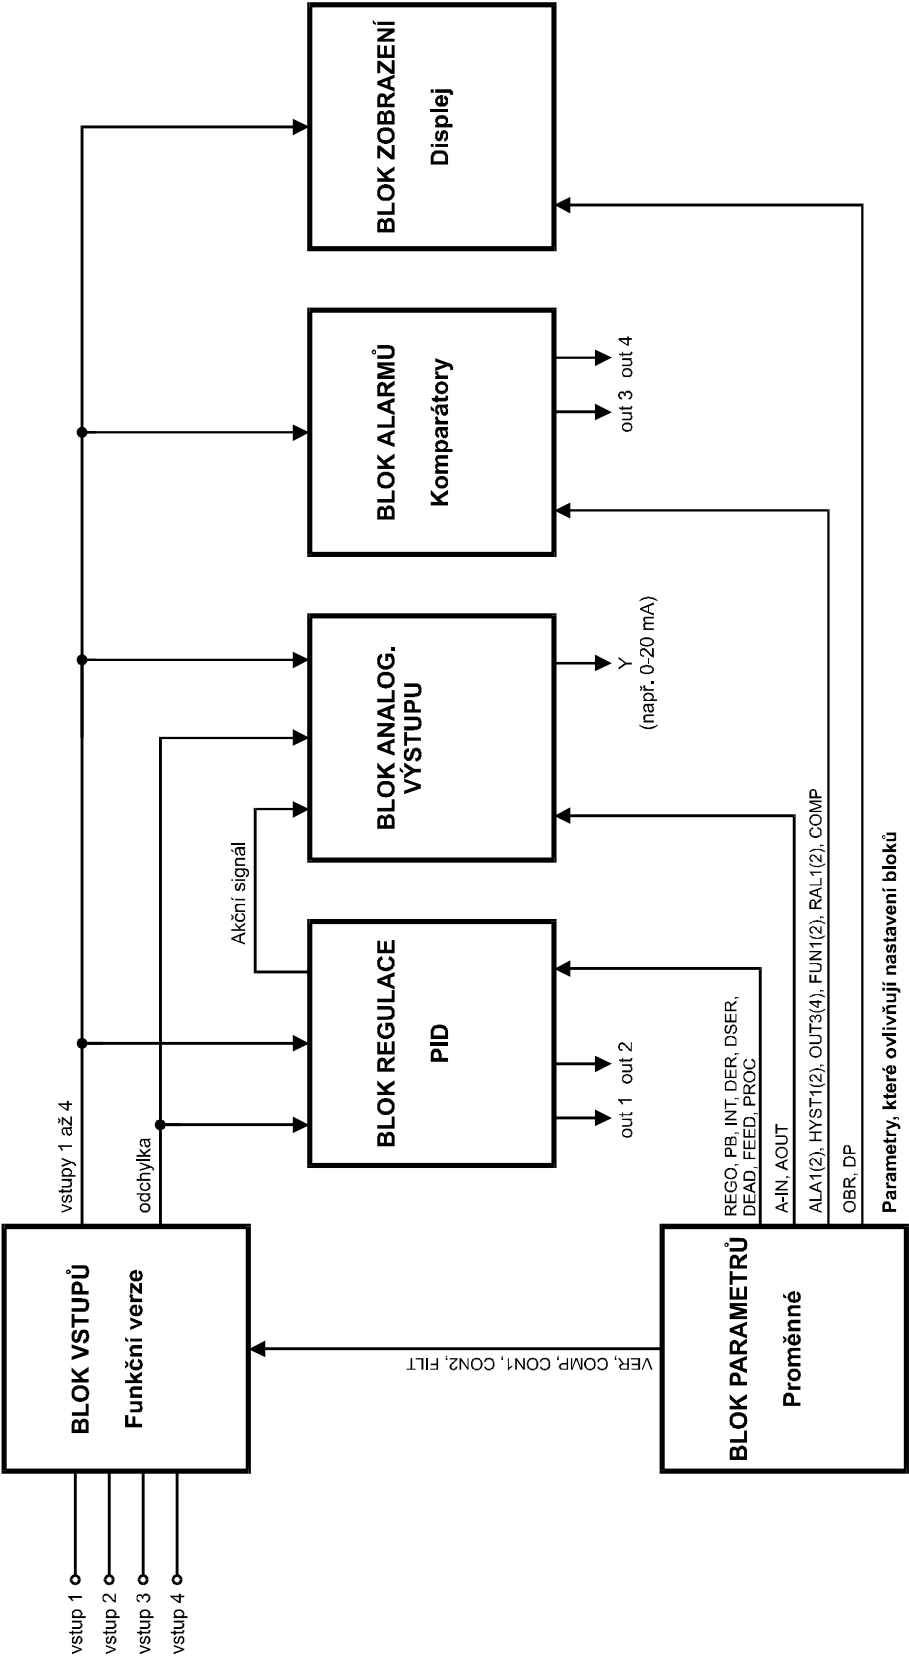 vstup 1
vstup 2
vstup 3
vstup 4
BLOK VSTUPŮ
Funkční verze
vstupy 1 až 4
odchylka
VER, COMP, CON1, CON2, FILT
BLOK PARAMETRŮ
Proměnné
REGO, PB, INT, DER, DSER,
DEAD, FEED, PROC
A-IN, AOUT
ALA1(2), HYST1(2), OUT3(4), FUN1(2), RAL1(2), COMP
OBR, DP
Parametry, které ovlivňují nastavení bloků
BLOK REGULACE
PID
out 1
out 2
Akční signál
BLOK ANALOG.
VÝSTUPU
Y
(např. 0-20 mA)
BLOK ALARMŮ
Komparátory
out 3
out 4
BLOK ZOBRAZENÍ
Displej